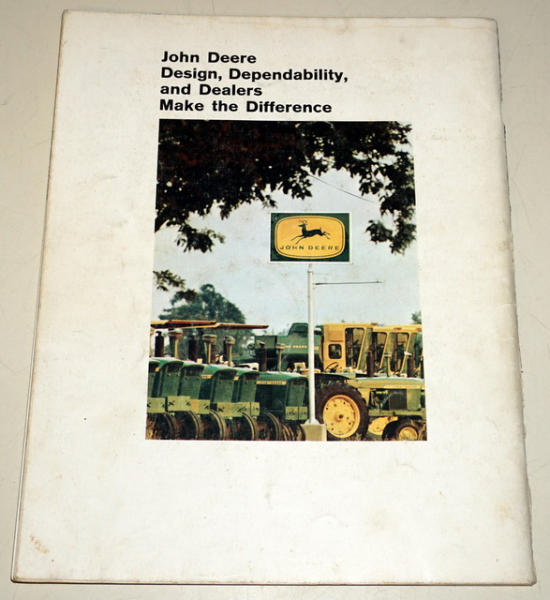 John Deere
Design, Dependability,
and Dealers
Make the Difference
JOHN DEERE